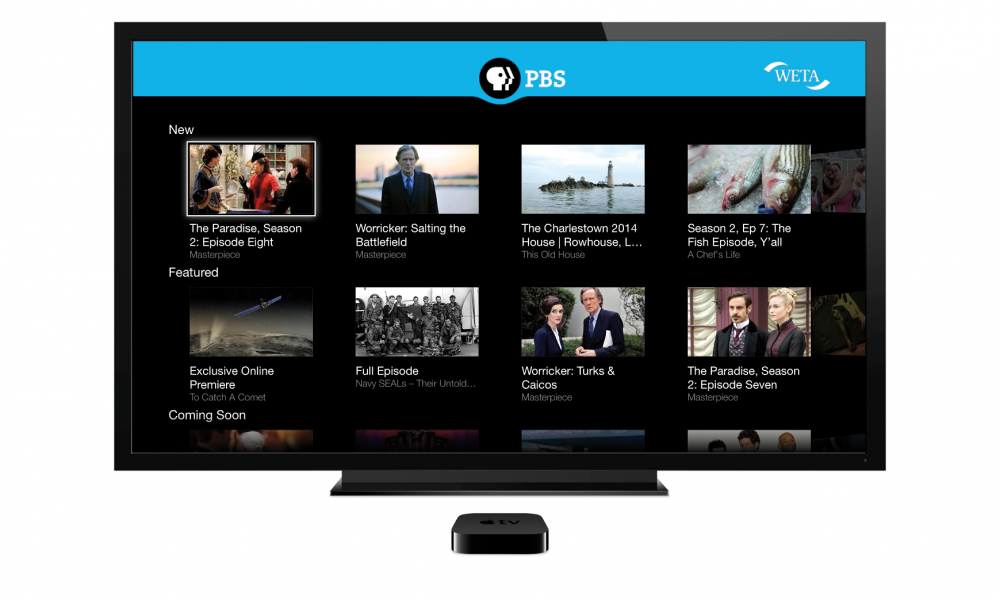 PBS
WETA
New
The Paradise, Season
2: Episode Eight
Masterpiece
Worricker: Salting the
Battlefield
Masterpiece
The Charlestown 2014
House | Rowhouse, L...
This Old House
Season 2, Ep 7: The
Fish Episode, Y'all
A Chef's Life
Featured
Exclusive Online
Premiere
To Catch A Comet
Full Episode
Navy SEALs – Their Untold...
Worricker: Turks &
Caicos
Masterpiece
The Paradise, Season
2: Episode Seven
Masterpiece
Coming Soon
tv